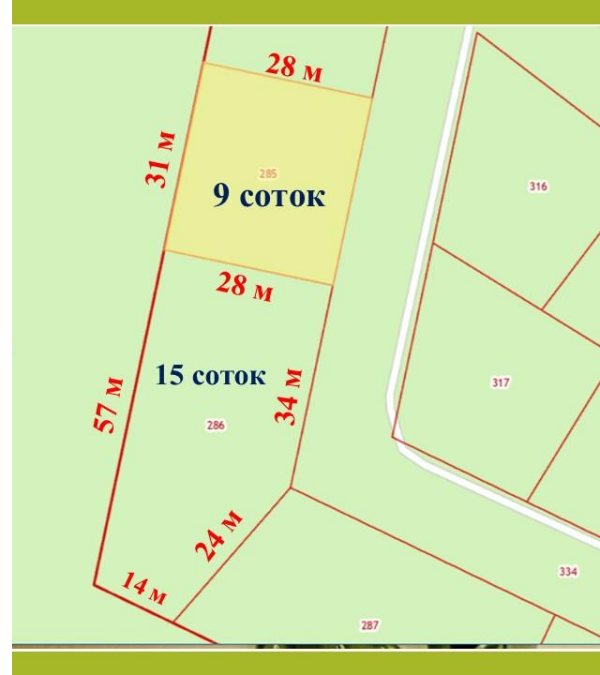 28 м
31 м
285
9 соток
316
28 м
15 соток
317
57 м
34 м
286
24 м
14 м
334
287